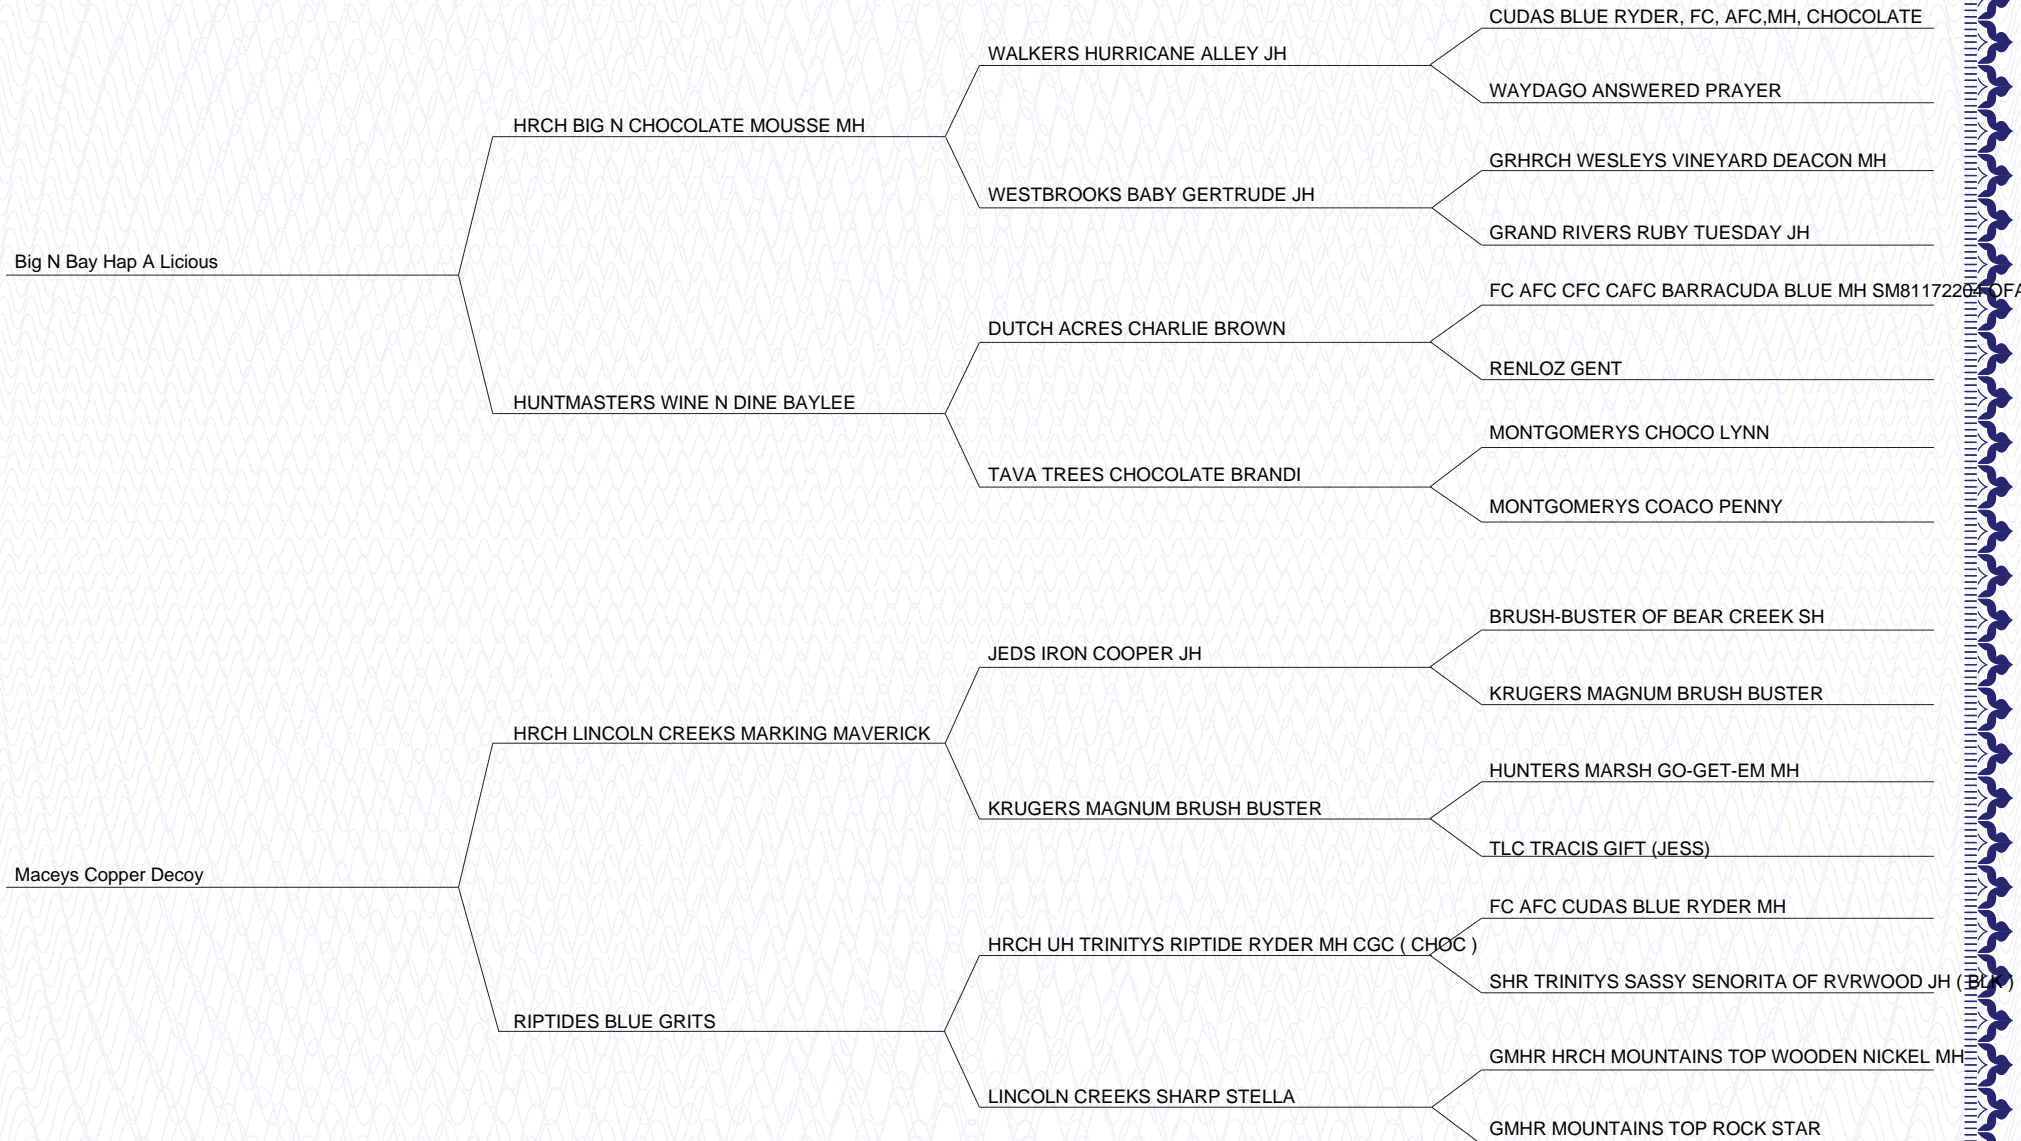 CUDAS BLUE RYDER, FC, AFC,MH, CHOCOLATE
WALKERS HURRICANE ALLEY JH
WAYDAGO ANSWERED PRAYER
HRCH BIG N CHOCOLATE MOUSSE MH
GRHRCH WESLEYS VINEYARD DEACON MH
WESTBROOKS BABY GERTRUDE JH
GRAND RIVERS RUBY TUESDAY JH
Big N Bay Hap A Licious
FC AFC CFC CAFC BARRACUDA BLUE MH SM81172204 OFA
DUTCH ACRES CHARLIE BROWN
RENLOZ GENT
HUNTMASTERS WINE N DINE BAYLEE
MONTGOMERYS CHOCO LYNN
TAVA TREES CHOCOLATE BRANDI
MONTGOMERYS COACO PENNY
BRUSH-BUSTER OF BEAR CREEK SH
JEDS IRON COOPER JH
KRUGERS MAGNUM BRUSH BUSTER
HRCH LINCOLN CREEKS MARKING MAVERICK
HUNTERS MARSH GO-GET-EM MH
KRUGERS MAGNUM BRUSH BUSTER
TLC TRACIS GIFT (JESS)
Maceys Copper Decoy
FC AFC CUDAS BLUE RYDER MH
HRCH UH TRINITYS RIPTIDE RYDER MH CGC ( CHOC )
SHR TRINITYS SASSY SENORITA OF RVRWOOD JH ( BLK )
RIPTIDES BLUE GRITS
GMHR HRCH MOUNTAINS TOP WOODEN NICKEL MH
LINCOLN CREEKS SHARP STELLA
GMHR MOUNTAINS TOP ROCK STAR